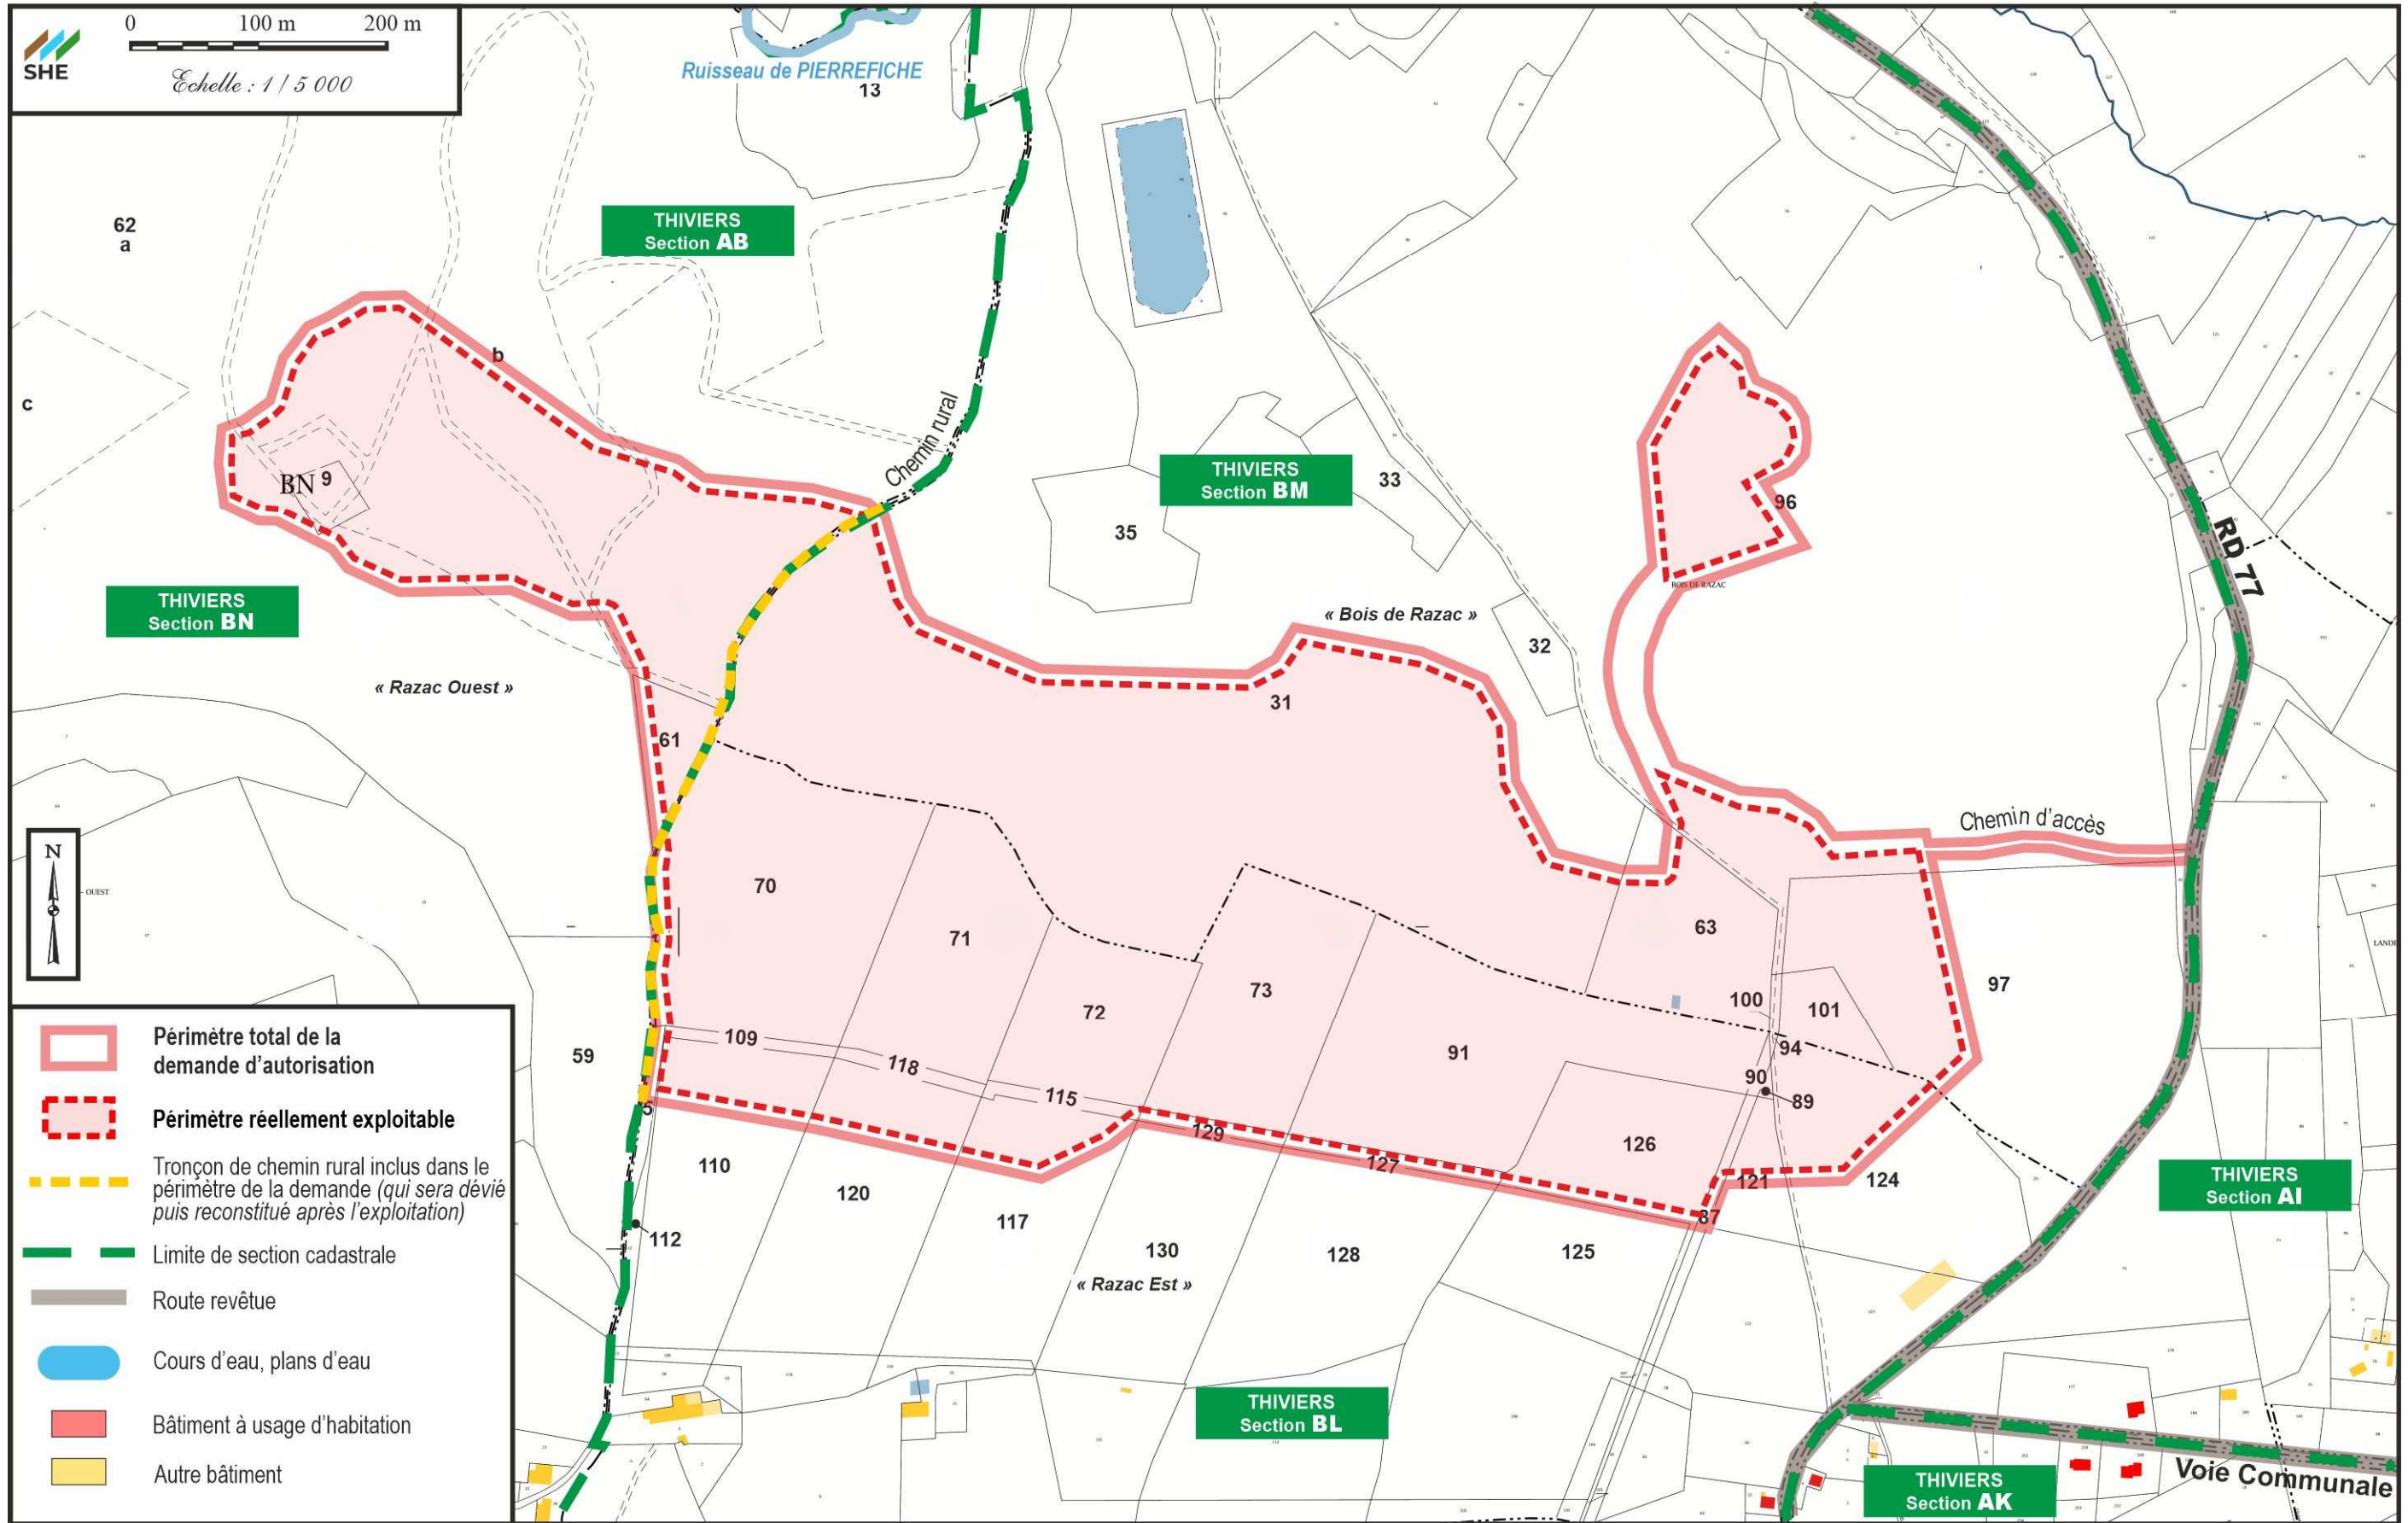 0 100 m 200 m
SHE
Echelle : 1 / 5 000
Ruisseau de PIERREFICHE
13
62
a
THIVIERS
Section AB
b
c
Chemin rural
BN 9
THIVIERS
Section BM
33
35
96
RD 77
BOIS DE RAZAC
THIVIERS
Section BN
« Bois de Razac »
32
« Razac Ouest »
31
61
Chemin d'accès
N
OUEST
70
71
63
LANDE
97
72
73
100
101
109
118
91
94
59
115
90
89
5
129
126
127
110
120
121
124
THIVIERS
Section AI
117
87
112
130
128
125
« Razac Est »
THIVIERS
Section BL
Voie Communale
THIVIERS
Section AK
Périmètre total de la
demande d'autorisation
Périmètre réellement exploitable
Tronçon de chemin rural inclus dans le
périmètre de la demande (qui sera dévié
puis reconstitué après l'exploitation)
Limite de section cadastrale
Route revêtue
Cours d'eau, plans d'eau
Bâtiment à usage d'habitation
Autre bâtiment